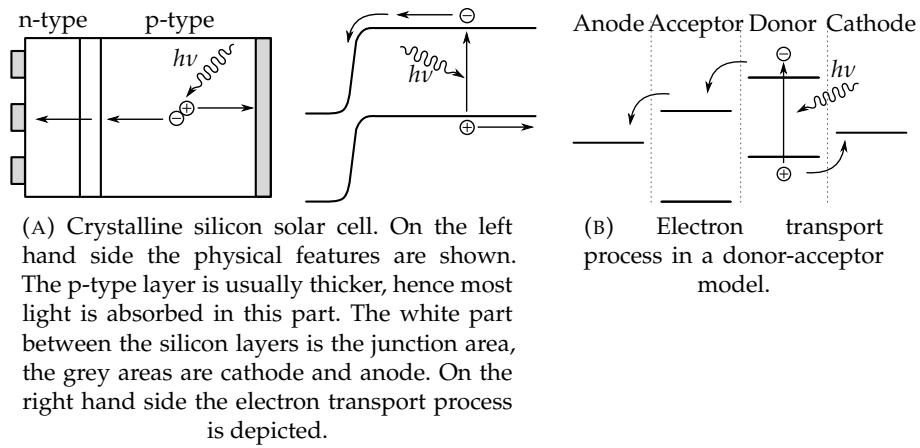 n-type p-type
hν
⊖
hν
⊕
⊕
⊖
Anode Acceptor Donor Cathode
⊖
hν
⊕
(A) Crystalline silicon solar cell. On the left
hand side the physical features are shown.
The p-type layer is usually thicker, hence most
light is absorbed in this part. The white part
between the silicon layers is the junction area,
the grey areas are cathode and anode. On the
right hand side the electron transport process
is depicted.
(B) Electron transport
process in a donor-acceptor
model.